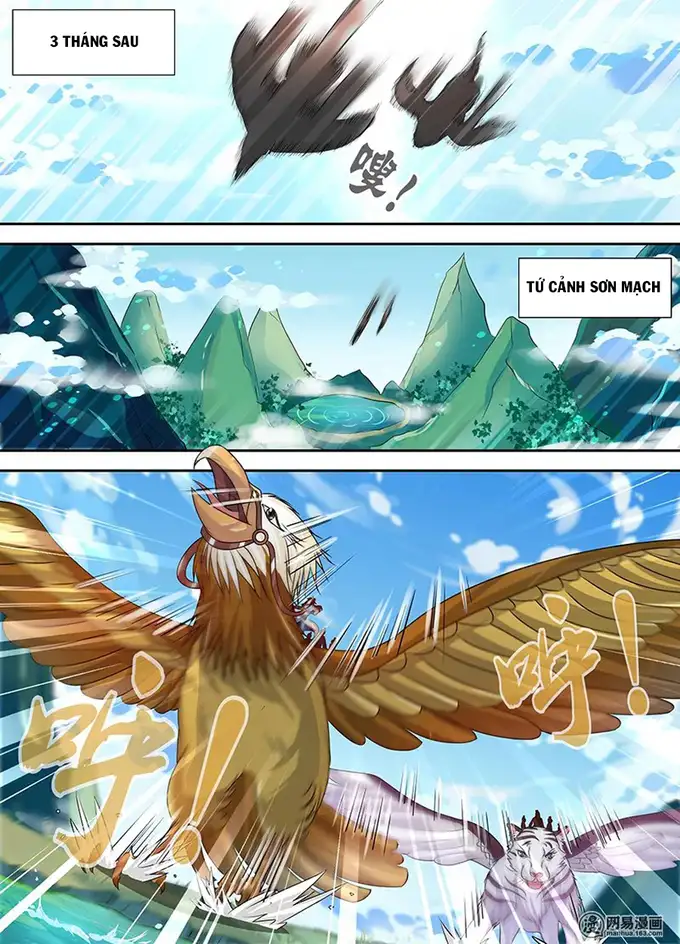 3 THÁNG SAU
嗖！
TỨ CẢNH SƠN MẠCH
呼！
呼！
网易漫画
manhua.163.com